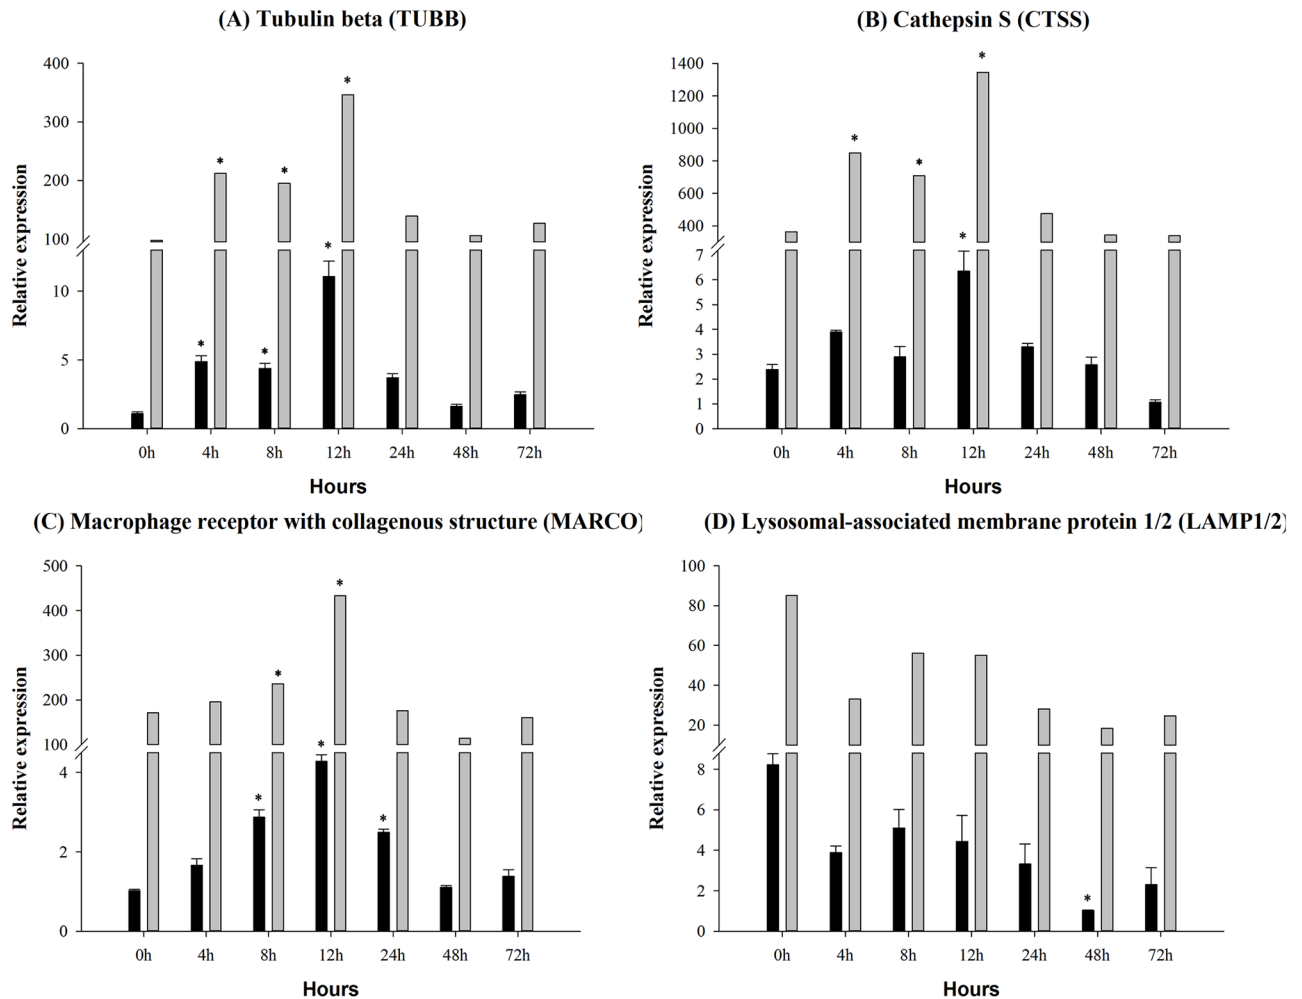 (A) Tubulin beta (TUBB)
400
300
200
100
10
5
0
Relative expression
* * * * * *
0h 4h 8h 12h 24h 48h 72h
Hours
(B) Cathepsin S (CTSS)
1400
1200
1000
800
600
400
7
6
5
4
3
2
1
0
Relative expression
* * * *
0h 4h 8h 12h 24h 48h 72h
Hours
(C) Macrophage receptor with collagenous structure (MARCO)
500
400
300
200
100
4
2
0
Relative expression
* * * * *
0h 4h 8h 12h 24h 48h 72h
Hours
(D) Lysosomal-associated membrane protein 1/2 (LAMP1/2)
100
80
60
40
20
8
6
4
2
0
Relative expression
*
0h 4h 8h 12h 24h 48h 72h
Hours